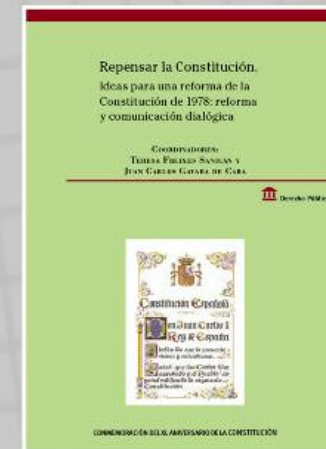 Repensar la Constitución.
Ideas para una reforma de la
Constitución de 1978: reforma
y comunicación dialógica
Coordinadores:
Teresa Freixes Sanjuán y
Juan Carlos Gavara de Cara
Derecho Público
Constitución Española
Don Juan Carlos I
Rey de España
CONMEMORACIÓN DEL XL ANIVERSARIO DE LA CONSTITUCIÓN